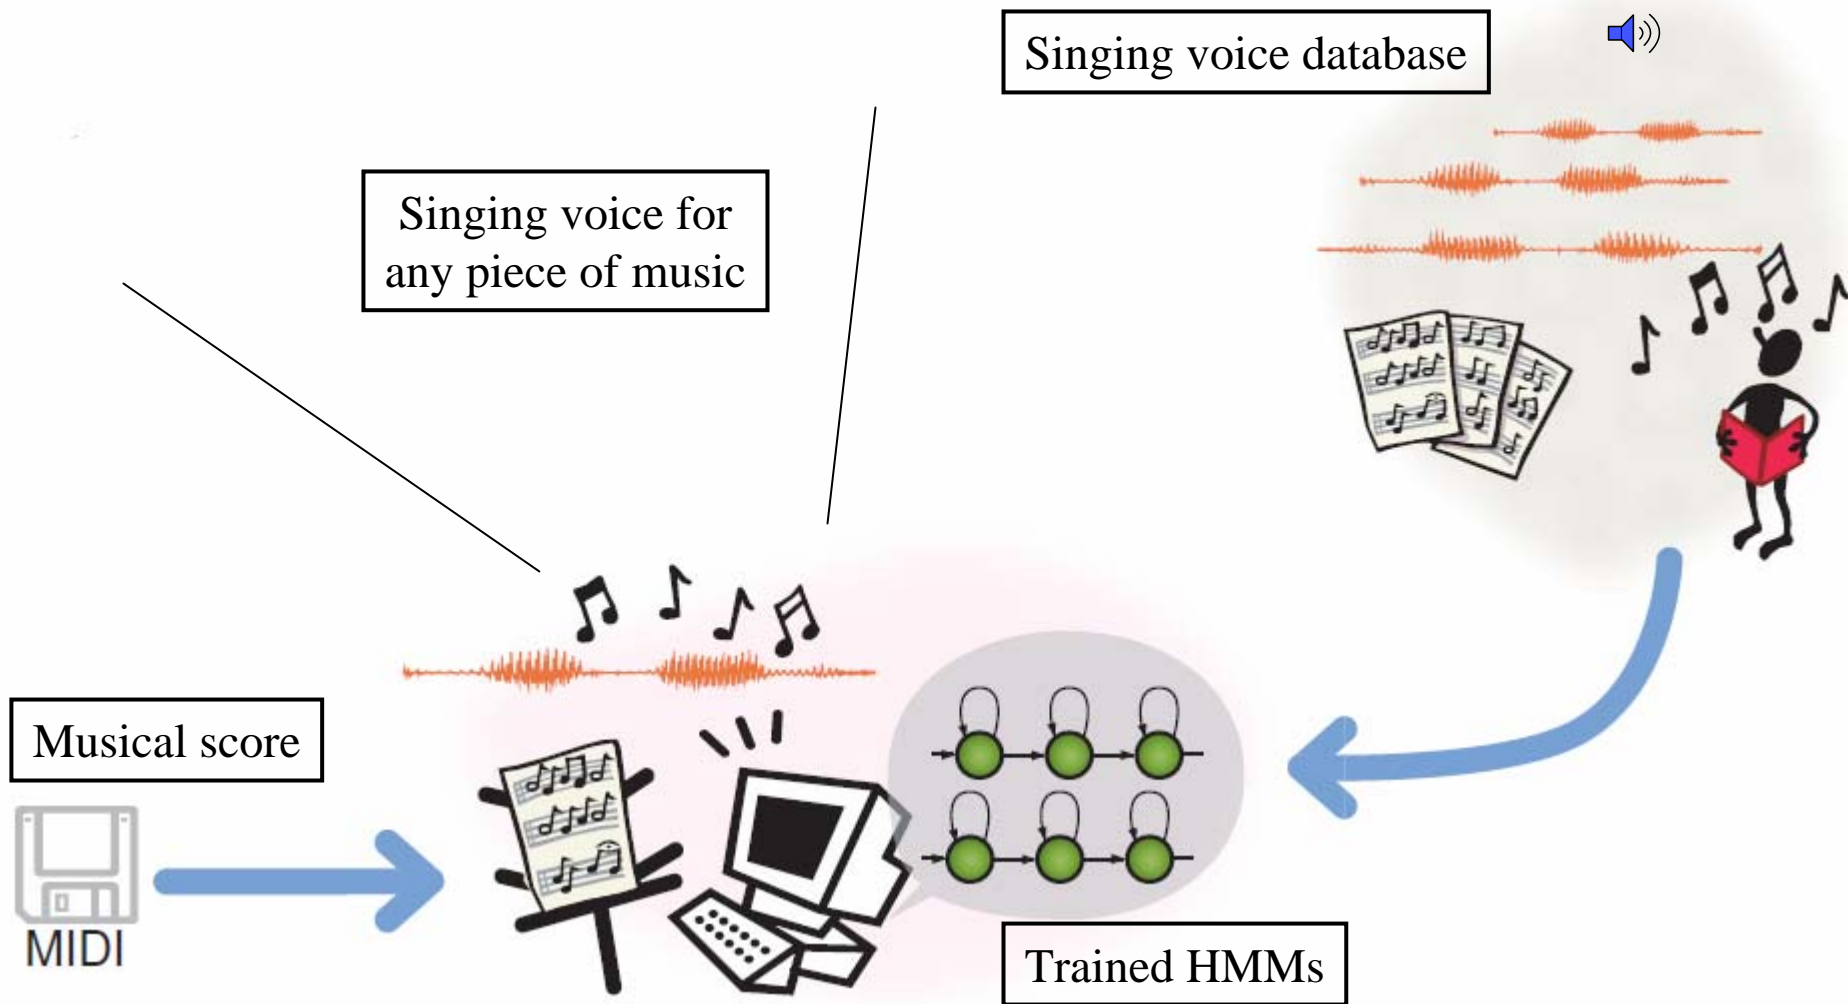 Singing voice database
Singing voice for
any piece of music
Musical score
MIDI
Trained HMMs